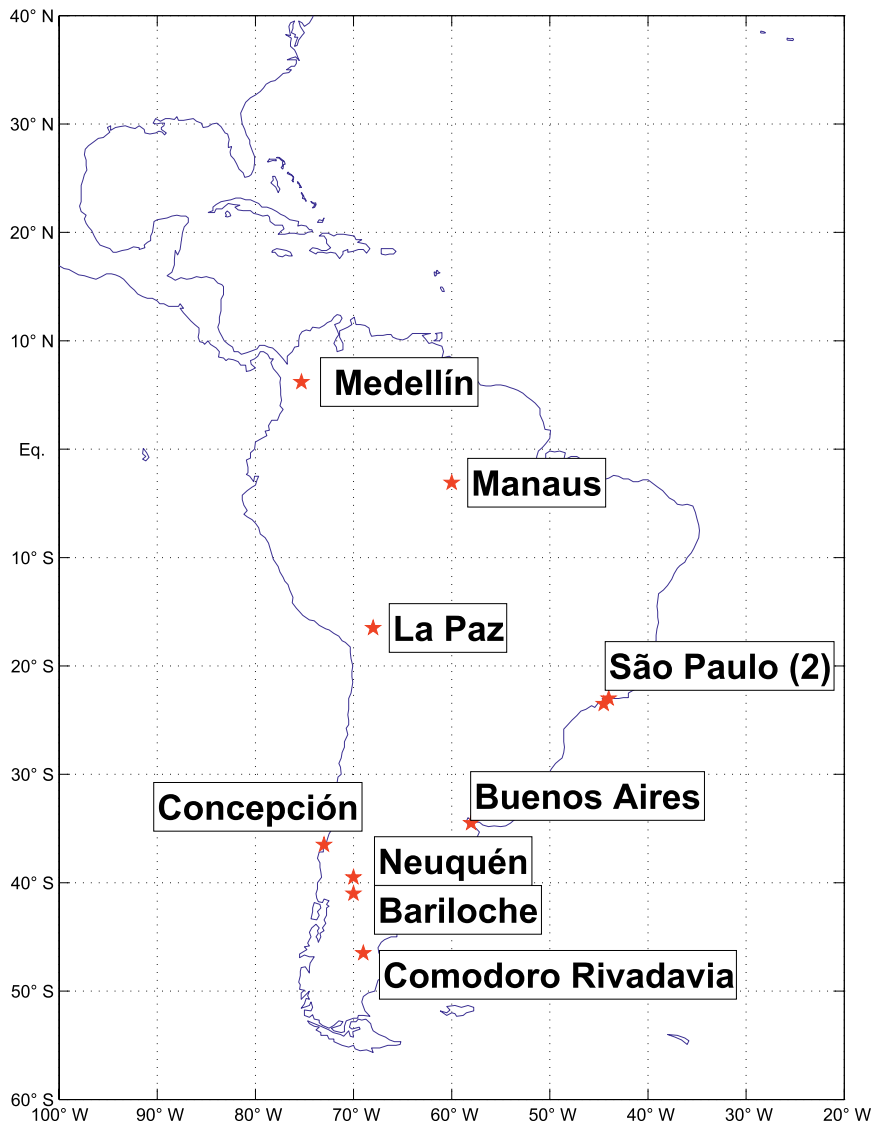 40° N
30° N
20° N
10° N
Medellín
Eq.
Manaus
10° S
La Paz
20° S
São Paulo (2)
30° S
Buenos Aires
Concepción
Neuquén
40° S
Bariloche
Comodoro Rivadavia
50° S
60° S
100° W 90° W 80° W 70° W 60° W 50° W 40° W 30° W 20° W